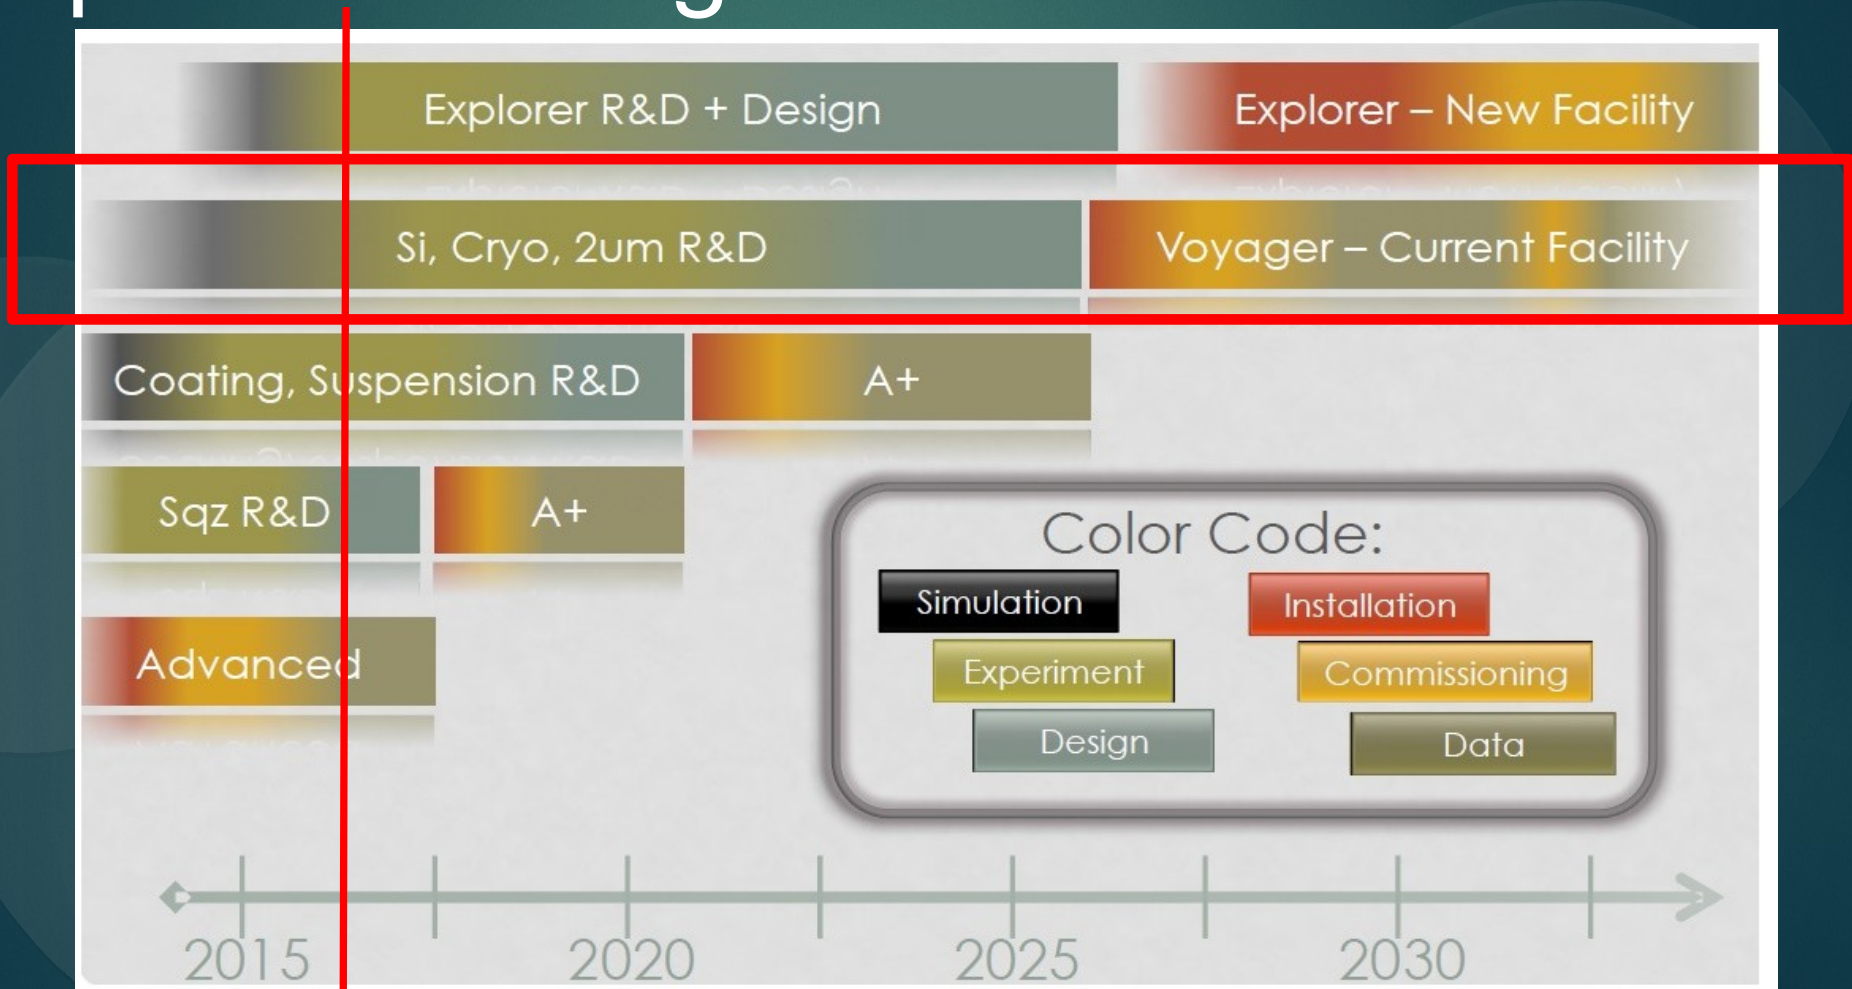 Explorer R&D + Design
Explorer – New Facility
Si, Cryo, 2um R&D
Voyager – Current Facility
Coating, Suspension R&D
A+
Sqz R&D
A+
Advanced
Color Code:
Simulation
Installation
Experiment
Commissioning
Design
Data
2015
2020
2025
2030